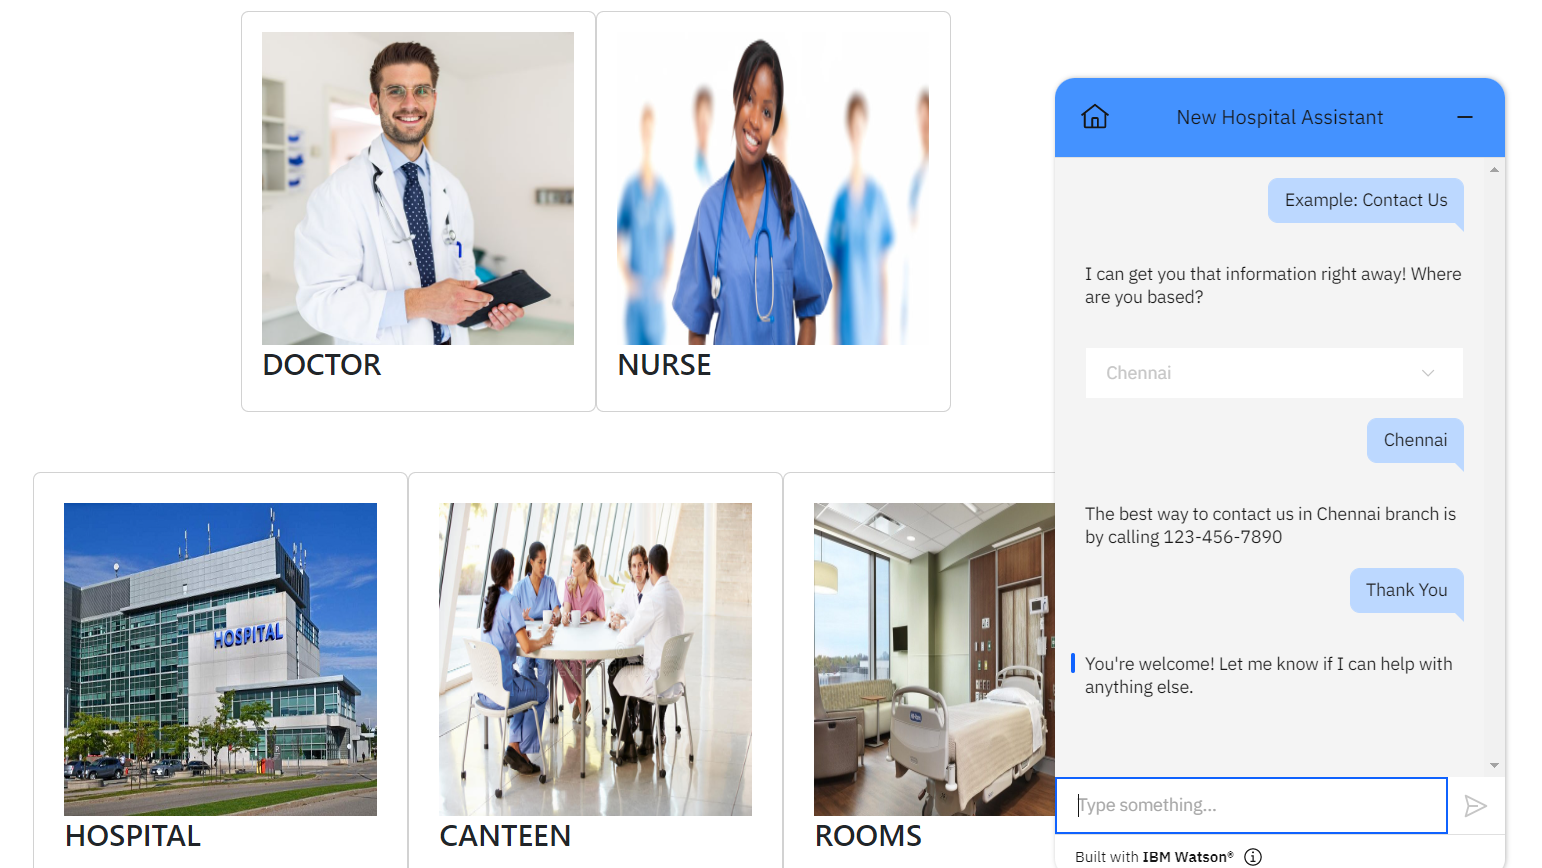 DOCTOR
NURSE
HOSPITAL
HOSPITAL
CANTEEN
ROOMS
New Hospital Assistant
Example: Contact Us
I can get you that information right away! Where
are you based?
Chennai
Chennai
The best way to contact us in Chennai branch is
by calling 123-456-7890
Thank You
You're welcome! Let me know if I can help with
anything else.
Type something...
Built with IBM Watson®